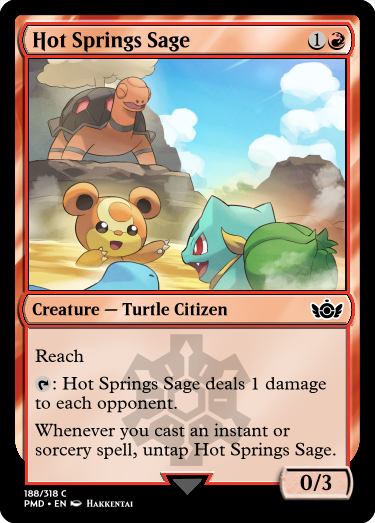 Hot Springs Sage 1
Creature — Turtle Citizen
Reach
: Hot Springs Sage deals 1 damage
to each opponent.
Whenever you cast an instant or
sorcery spell, untap Hot Springs Sage.
0/3
188/318 C
PMD • EN Hakkentai